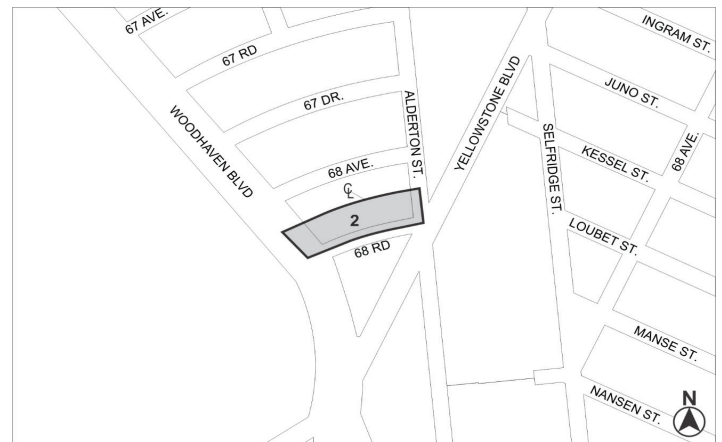 67 AVE.
INGRAM ST.
67 RD
YELLOWSTONE BLVD
JUNO ST.
67 DR.
ALDERTON ST.
WOODHAVEN BLVD
SELFRIDGE ST.
KESSEL ST.
68 AVE.
68 AVE.
℄
2
LOUBET ST.
68 RD
MANSE ST.
NANSEN ST.
N